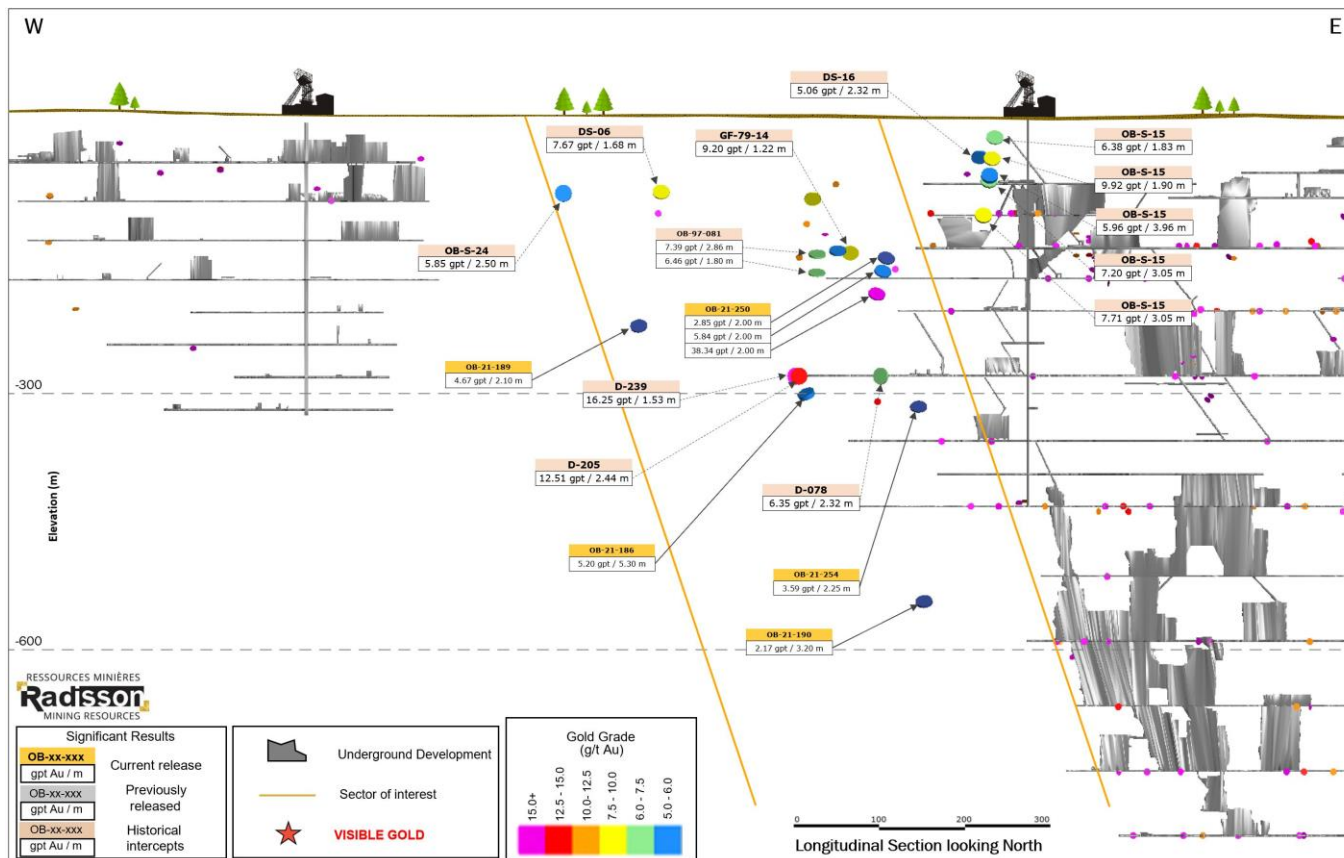 W
E
DS-16
5.06 gpt / 2.32 m
DS-06
7.67 gpt / 1.68 m
GF-79-14
9.20 gpt / 1.22 m
OB-S-15
6.38 gpt / 1.83 m
OB-S-15
9.92 gpt / 1.90 m
OB-S-15
5.96 gpt / 3.96 m
OB-S-15
7.20 gpt / 3.05 m
OB-S-15
7.71 gpt / 3.05 m
OB-S-24
5.85 gpt / 2.50 m
OB-97-081
7.39 gpt / 2.86 m
6.46 gpt / 1.80 m
OB-21-250
2.85 gpt / 2.00 m
5.84 gpt / 2.00 m
38.34 gpt / 2.00 m
OB-21-189
4.67 gpt / 2.10 m
-300
D-239
16.25 gpt / 1.53 m
D-205
12.51 gpt / 2.44 m
D-078
6.35 gpt / 2.32 m
Elevation (m)
OB-21-186
5.20 gpt / 5.30 m
OB-21-254
3.59 gpt / 2.25 m
-600
OB-21-190
2.17 gpt / 3.20 m
RESSOURCES MINIÈRES
Radisson
MINING RESOURCES
Significant Results
OB-xx-xxx
gpt Au / m
Current release
OB-xx-xxx
gpt Au / m
Previously
released
OB-xx-xxx
gpt Au / m
Historical
intercepts
Underground Development
Sector of interest
VISIBLE GOLD
Gold Grade
(g/t Au)
15.0+
12.5 - 15.0
10.0- 12.5
7.5 - 10.0
6.0 - 7.5
5.0 - 6.0
0 100 200 300
Longitudinal Section looking North